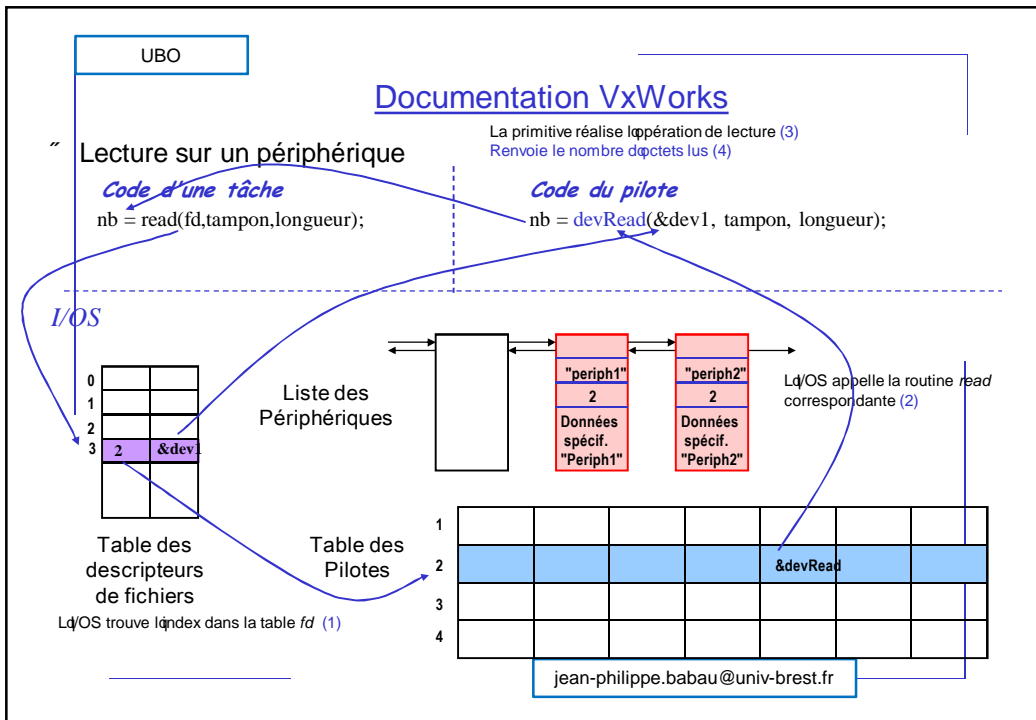 UBO
Documentation VxWorks
La primitive réalise lopération de lecture (3)
Renvoie le nombre doctets lus (4)
˝ Lecture sur un périphérique
Code d'une tâche
Code du pilote
nb = read(fd,tampon,longueur);
nb = devRead(&dev1, tampon, longueur);
I/OS
"periph1"
"periph2"
2
2
Données
spécif.
"Periph1"
Données
spécif.
"Periph2"
Liste des
Périphériques
LI/OS appelle la routine read
correspondante (2)
0
1
2
3
2
&dev1
1
2
&devRead
3
4
Table des
descripteurs
de fichiers
Table des
Pilotes
LI/OS trouve lindex dans la table fd (1)
jean-philippe.babau@univ-brest.fr